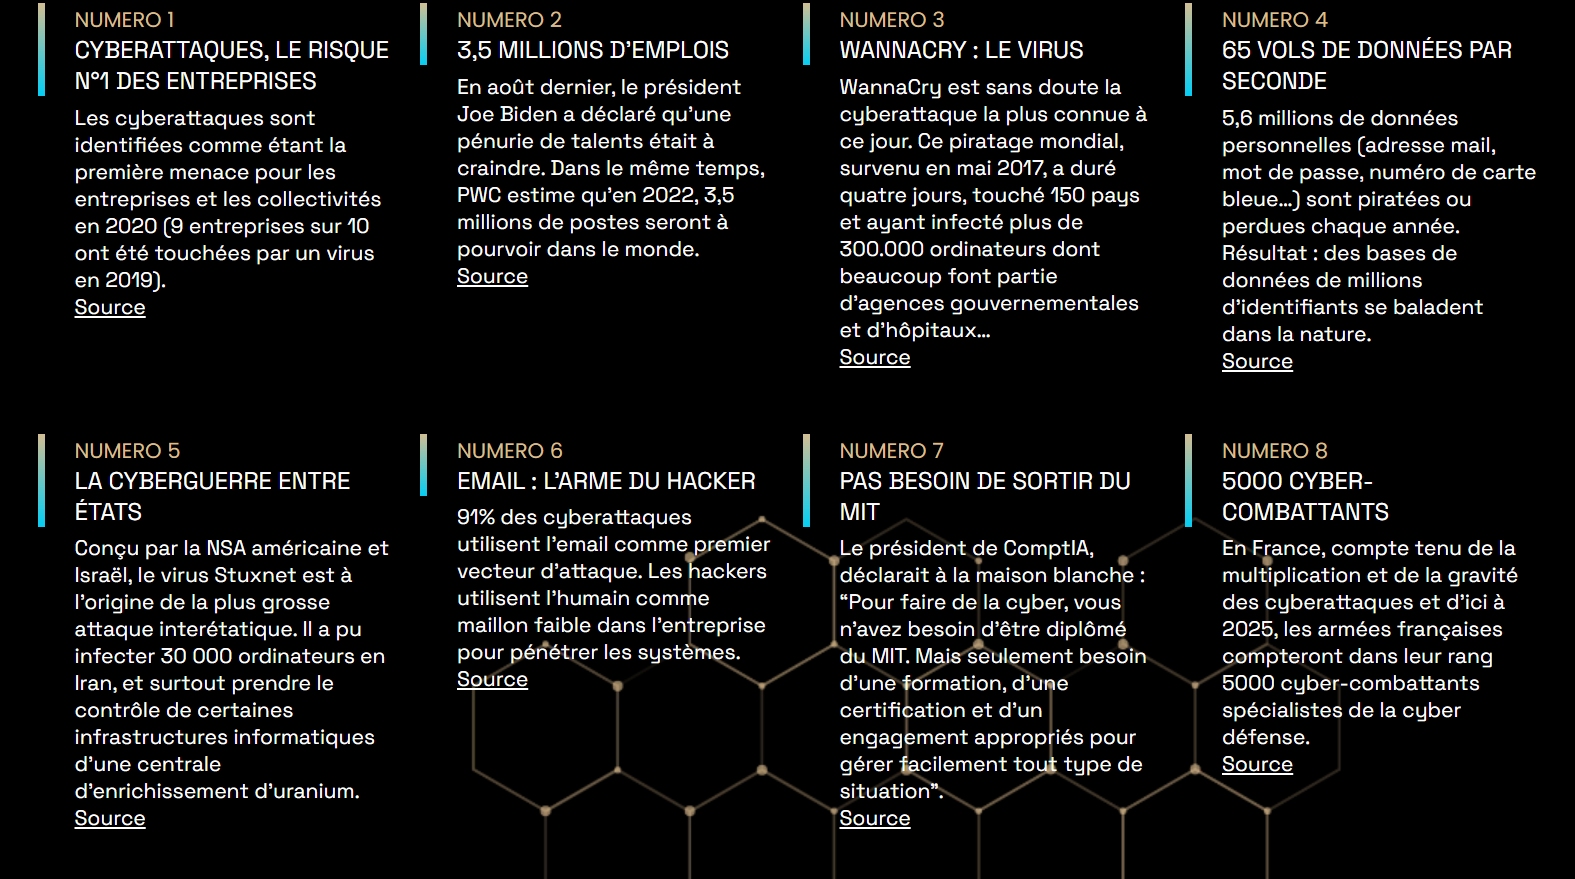 NUMERO 1
CYBERATTAQUES, LE RISQUE
N°1 DES ENTREPRISES
Les cyberattaques sont
identifiées comme étant la
première menace pour les
entreprises et les collectivités
en 2020 (9 entreprises sur 10
ont été touchées par un virus
en 2019).
Source
NUMERO 2
3,5 MILLIONS D'EMPLOIS
En août dernier, le président
Joe Biden a déclaré qu'une
pénurie de talents était à
craindre. Dans le même temps,
PWC estime qu'en 2022, 3,5
millions de postes seront à
pourvoir dans le monde.
Source
NUMERO 3
WANNACRY : LE VIRUS
WannaCry est sans doute la
cyberattaque la plus connue à
ce jour. Ce piratage mondial,
survenu en mai 2017, a duré
quatre jours, touché 150 pays
et ayant infecté plus de
300.000 ordinateurs dont
beaucoup font partie
d'agences gouvernementales
et d'hôpitaux...
Source
NUMERO 4
65 VOLS DE DONNÉES PAR
SECONDE
5,6 millions de données
personnelles (adresse mail,
mot de passe, numéro de carte
bleue...) sont piratées ou
perdues chaque année.
Résultat : des bases de
données de millions
d'identifiants se baladent
dans la nature.
Source
NUMERO 5
LA CYBERGUERRE ENTRE
ÉTATS
Conçu par la NSA américaine et
Israël, le virus Stuxnet est à
l'origine de la plus grosse
attaque interétatique. Il a pu
infecter 30 000 ordinateurs en
Iran, et surtout prendre le
contrôle de certaines
infrastructures informatiques
d'une centrale
d'enrichissement d'uranium.
Source
NUMERO 6
EMAIL : L'ARME DU HACKER
91% des cyberattaques
utilisent l'email comme premier
vecteur d'attaque. Les hackers
utilisent l'humain comme
maillon faible dans l'entreprise
pour pénétrer les systèmes.
Source
NUMERO 7
PAS BESOIN DE SORTIR DU
MIT
Le président de ComptIA,
déclarait à la maison blanche :
“Pour faire de la cyber, vous
n'avez besoin d'être diplômé
du MIT. Mais seulement besoin
d'une formation, d'une
certification et d'un
engagement appropriés pour
gérer facilement tout type de
situation”.
Source
NUMERO 8
5000 CYBER-
COMBATTANTS
En France, compte tenu de la
multiplication et de la gravité
des cyberattaques et d'ici à
2025, les armées françaises
compteront dans leur rang
5000 cyber-combattants
spécialistes de la cyber
défense.
Source